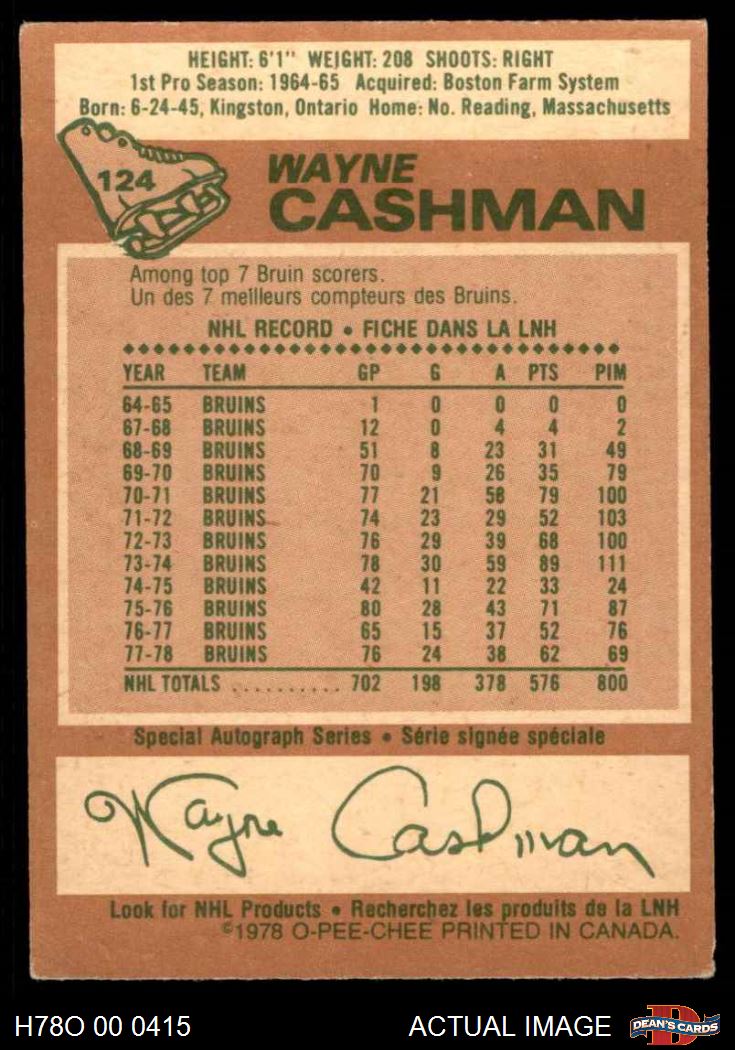 HEIGHT: 6'1" WEIGHT: 208 SHOOTS: RIGHT
1st Pro Season: 1964-65 Acquired: Boston Farm System
Born: 6-24-45, Kingston, Ontario Home: No. Reading, Massachusetts
124
WAYNE
CASHMAN
Among top 7 Bruin scorers.
Un des 7 meilleurs compteurs des Bruins.
NHL RECORD • FICHE DANS LA LNH
YEAR TEAM GP G A PTS PIM
64-65 BRUINS 1 0 0 0 0
67-68 BRUINS 12 0 4 4 2
68-69 BRUINS 51 8 23 31 49
69-70 BRUINS 70 9 26 35 79
70-71 BRUINS 77 21 58 79 100
71-72 BRUINS 74 23 29 52 103
72-73 BRUINS 76 29 39 68 100
73-74 BRUINS 78 30 59 89 111
74-75 BRUINS 42 11 22 33 24
75-76 BRUINS 80 28 43 71 87
76-77 BRUINS 65 15 37 52 76
77-78 BRUINS 76 24 38 62 69
NHL TOTALS .......... 702 198 378 576 800
Special Autograph Series • Série signée spéciale
Wayne Cashman
Look for NHL Products • Recherchez les produits de la LNH
©1978 O-PEE-CHEE PRINTED IN CANADA.
H78O 00 0415 ACTUAL IMAGE
D
DEAN'S CARDS